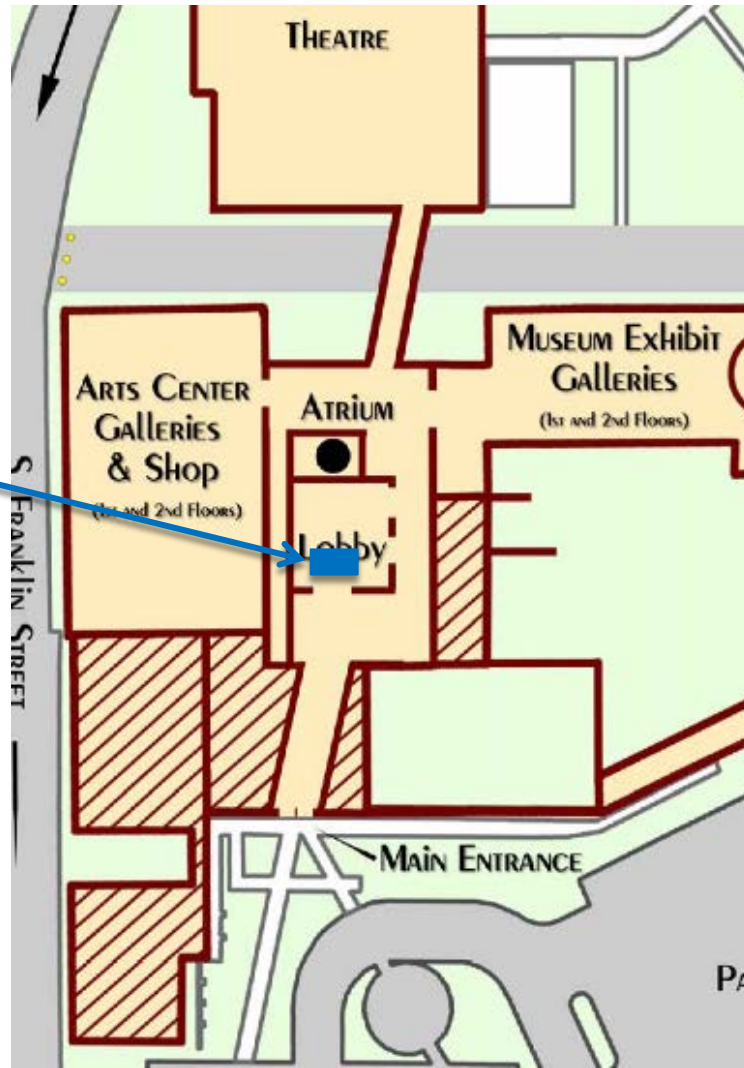 THEATRE
MUSEUM EXHIBIT
GALLERIES
(1ST AND 2ND FLOORS)
ARTS CENTER
GALLERIES
& SHOP
(1ST AND 2ND FLOORS)
ATRIUM
Lobby
S. FRANKLIN STREET
MAIN ENTRANCE
PA